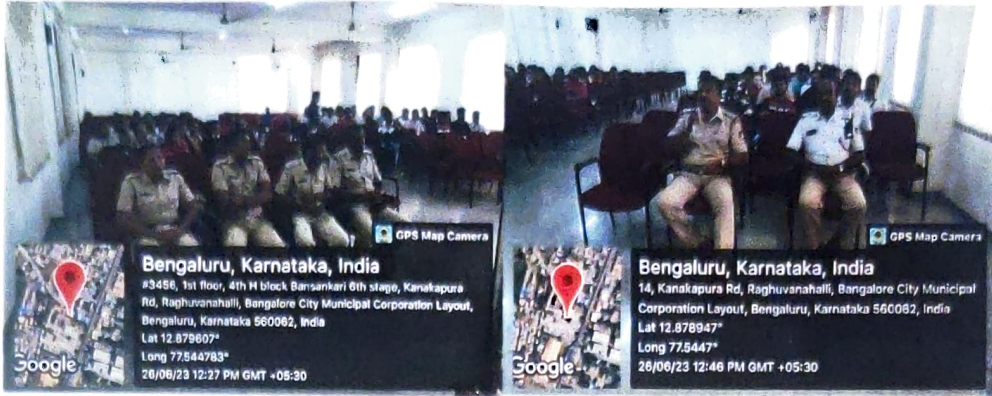 GPS Map Camera
Bengaluru, Karnataka, India
#3456, 1st floor, 4th H block Bansankari 6th stage, Kanakapura
Rd, Raghuvanahalli, Bangalore City Municipal Corporation Layout,
Bengaluru, Karnataka 560062, India
Lat 12.879607°
Long 77.544783°
26/06/23 12:27 PM GMT +05:30
Google
GPS Map Camera
Bengaluru, Karnataka, India
14, Kanakapura Rd, Raghuvanahalli, Bangalore City Municipal
Corporation Layout, Bengaluru, Karnataka 560062, India
Lat 12.878947°
Long 77.5447°
26/06/23 12:46 PM GMT +05:30
Google